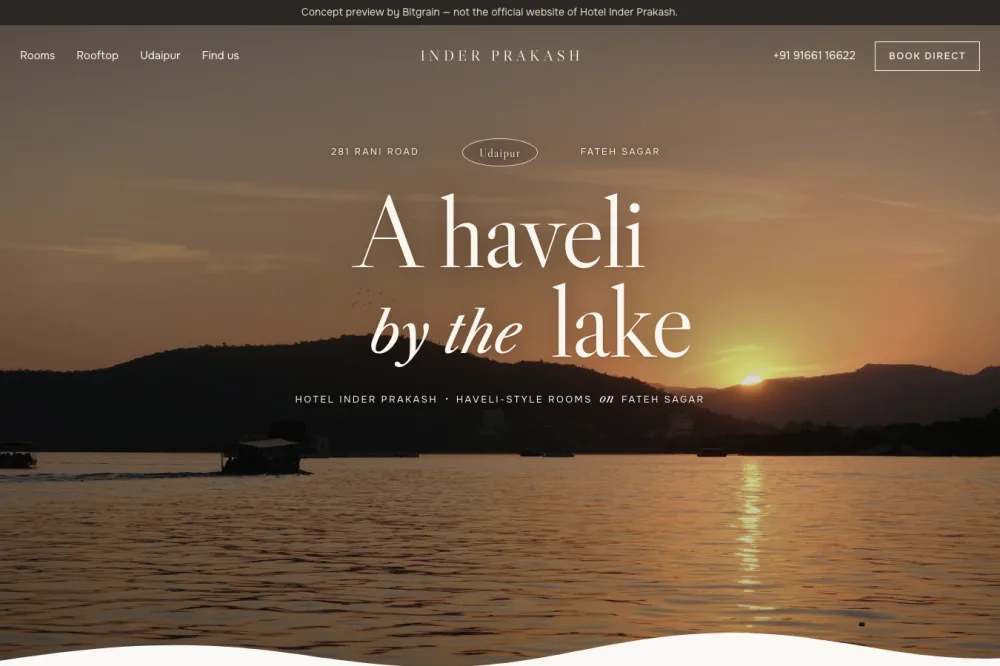 Concept preview by Bitgrain — not the official website of Hotel Inder Prakash.
Rooms Rooftop Udaipur Find us INDER PRAKASH +91 91661 16622 BOOK DIRECT
281 RANI ROAD Udaipur FATEH SAGAR
A haveli
by the lake
HOTEL INDER PRAKASH · HAVELI-STYLE ROOMS on FATEH SAGAR